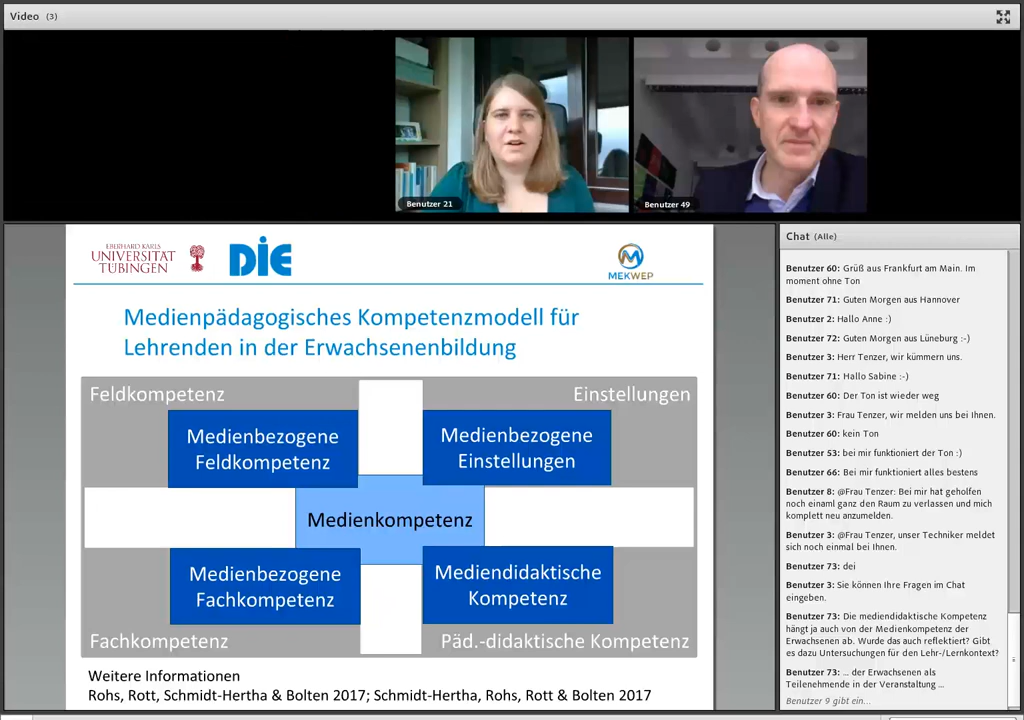 Video (3)
Benutzer 21
Benutzer 49
EBERHARD KARLS
UNIVERSITÄT
TÜBINGEN
DIE
MEKWEP
Medienpädagogisches Kompetenzmodell für
Lehrenden in der Erwachsenenbildung
Feldkompetenz
Einstellungen
Medienbezogene
Feldkompetenz
Medienbezogene
Einstellungen
Medienkompetenz
Medienbezogene
Fachkompetenz
Mediendidaktische
Kompetenz
Fachkompetenz
Päd.-didaktische Kompetenz
Weitere Informationen
Rohs, Rott, Schmidt-Hertha & Bolten 2017; Schmidt-Hertha, Rohs, Rott & Bolten 2017
Chat (Alle)
Benutzer 60: Grüß aus Frankfurt am Main. Im
moment ohne Ton
Benutzer 71: Guten Morgen aus Hannover
Benutzer 2: Hallo Anne :)
Benutzer 72: Guten Morgen aus Lüneburg :-)
Benutzer 3: Herr Tenzer, wir kümmern uns.
Benutzer 71: Hallo Sabine :-)
Benutzer 60: Der Ton ist wieder weg
Benutzer 3: Frau Tenzer, wir melden uns bei Ihnen.
Benutzer 60: kein Ton
Benutzer 53: bei mir funktioniert der Ton :)
Benutzer 66: Bei mir funktioniert alles bestens
Benutzer 8: @Frau Tenzer: Bei mir hat geholfen
noch einaml ganz den Raum zu verlassen und mich
komplett neu anzumelden.
Benutzer 3: @Frau Tenzer, unser Techniker meldet
sich noch einmal bei Ihnen.
Benutzer 73: dei
Benutzer 3: Sie können Ihre Fragen im Chat
eingeben.
Benutzer 73: Die mediendidaktische Kompetenz
hängt ja auch von der Medienkompetenz der
Erwachsenen ab. Wurde das auch reflektiert? Gibt
es dazu Untersuchungen für den Lehr-/Lernkontext?
Benutzer 73: ... der Erwachsenen als
Teilenehmende in der Veranstaltung ...
Benutzer 9 gibt ein...